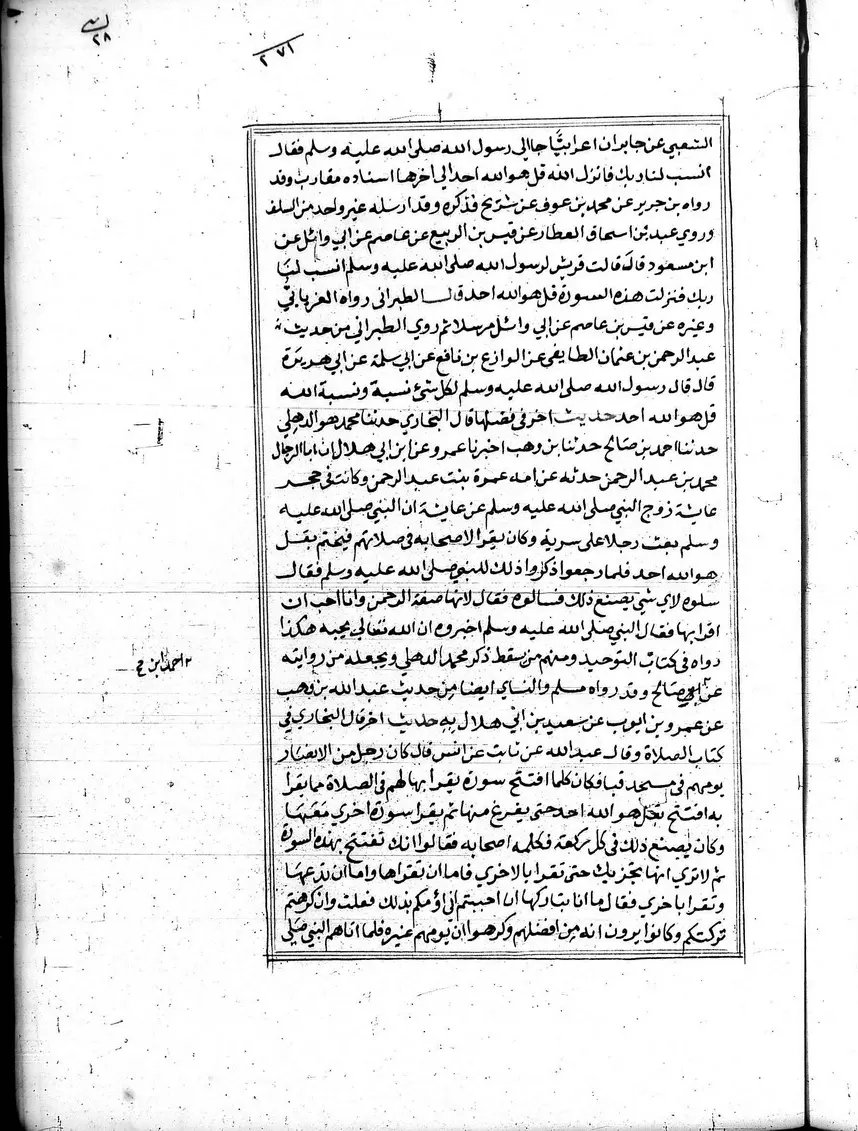 ٢٨
٢٧١
الشعبي عن جابر ان اعرابيا جا الى رسول الله صلى الله عليه وسلم فقال
انسب لنا ربك فانزل الله قل هو الله احد الى اخرها اسناده مقارب وقد
رواه بن جرير عن محمد بن عوف عن شريح فذكره وقد ارسله غير واحد من السلف
وروي عبيد بن اسحاق العطار عن قيس بن الربيع عن عاصم عن ابي وائل عن
ابن مسعود قال قالت قريش لرسول الله صلى الله عليه وسلم انسب لنا
ربك فنزلت هذه السورة قل هو الله احد قال الطبراني رواه الفريابي
وغيره عن قيس بن عاصم عن ابي وائل مرسلا ثم روي الطبراني من حديث
عبد الرحمن بن عثمان الطايفي عن الوازع بن نافع عن ابي سلمة عن ابي هريرة
قال قال رسول الله صلى الله عليه وسلم لكل شئ نسبة ونسبة الله
قل هو الله احد حديث اخر في فضلها قال البخاري حدثنا محمد هو الدهلي
حدثنا احمد بن صالح حدثنا بن وهب اخبرنا عمرو عن ابن ابي هلال ان ابا الرجال
محمد بن عبد الرحمن حدثه عن امه عمرة بنت عبد الرحمن وكانت في حجر
عايشة زوج النبي صلى الله عليه وسلم عن عايشة ان النبي صلى الله عليه
وسلم بعث رجلا على سرية وكان يقرا لاصحابه في صلاتهم فيختم بقل
هو الله احد فلما رجعوا ذكروا ذلك للنبي صلى الله عليه وسلم فقال
سلوه لاي شي يصنع ذلك فسالوه فقال لانها صفة الرحمن وانا احب ان
اقرا بها فقال النبي صلى الله عليه وسلم اخبروه ان الله تعالى يحبه هكذا
رواه في كتاب التوحيد ومنهم من يسقط ذكر محمد الدهلي ويجعله من روايته
احمد ابن
عن صالح وقد رواه مسلم والنساي ايضا من حديث عبد الله بن وهب
عن عمرو بن ايوب عن سعيد بن ابي هلال به حديث اخر قال البخاري في
كتاب الصلاة وقال عبد الله عن ثابت عن انس قال كان رجل من الانصار
يومهم في مسجد قبا فكان كلما افتتح سورة يقرا بها لهم في الصلاة مما يقرا
به افتتح بقل هو الله احد حتى يفرغ منها ثم يقرا سورة اخري معها
وكان يصنع ذلك في كل ركعة فكلمه اصحابه فقالوا انك تفتتح بهذه السورة
ثم لا تري انها تجزيك حتى تقرا بالاخري فاما ان تقراها واما ان تدعها
وتقرا باخري فقال ما انا بتاركها ان احببتم اني اؤمكم بذلك فعلت وان كرهتم
تركتكم وكانوا يرون انه من افضلهم وكرهوا ان يومهم غيره فلما اتاهم النبي صلى